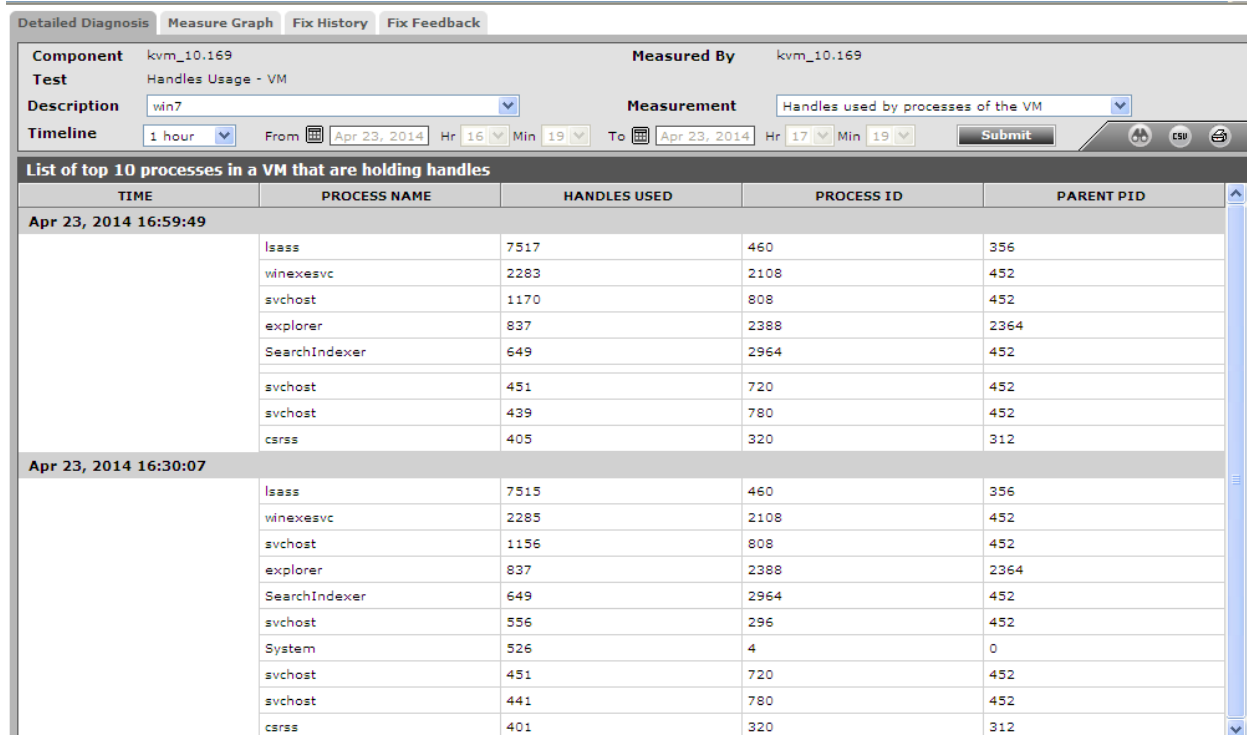 Detailed Diagnosis Measure Graph Fix History Fix Feedback
Component kvm_10.169 Measured By kvm_10.169
Test Handles Usage - VM
Description win7 Measurement Handles used by processes of the VM
Timeline 1 hour From Apr 23, 2014 Hr 16 Min 19 To Apr 23, 2014 Hr 17 Min 19 Submit CSV
List of top 10 processes in a VM that are holding handles
TIME PROCESS NAME HANDLES USED PROCESS ID PARENT PID
Apr 23, 2014 16:59:49
lsass 7517 460 356
winexesvc 2283 2108 452
svchost 1170 808 452
explorer 837 2388 2364
SearchIndexer 649 2964 452
svchost 451 720 452
svchost 439 780 452
csrss 405 320 312
Apr 23, 2014 16:30:07
lsass 7515 460 356
winexesvc 2285 2108 452
svchost 1156 808 452
explorer 837 2388 2364
SearchIndexer 649 2964 452
svchost 556 296 452
System 526 4 0
svchost 451 720 452
svchost 441 780 452
csrss 401 320 312